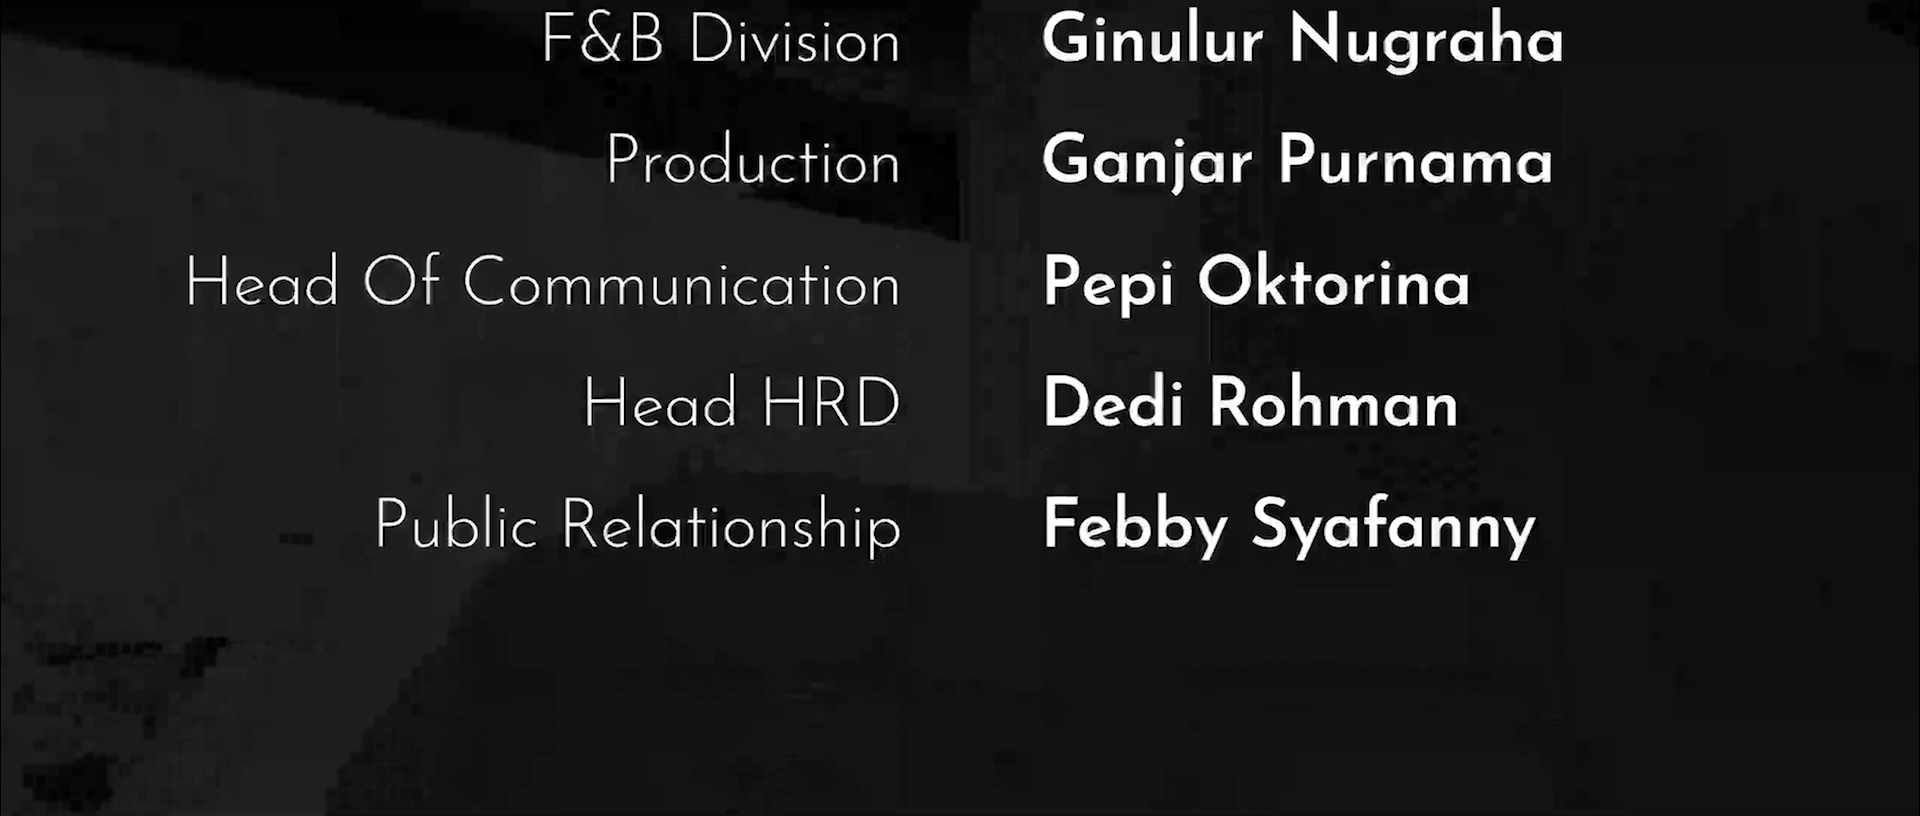 F&B Division Ginulur Nugraha
Production Ganjar Purnama
Head Of Communication Pepi Oktorina
Head HRD Dedi Rohman
Public Relationship Febby Syafanny